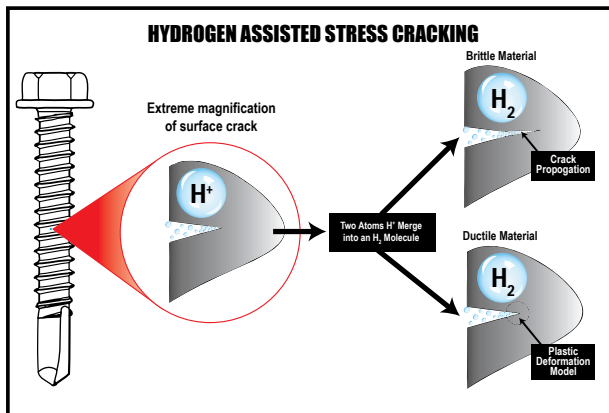 HYDROGEN ASSISTED STRESS CRACKING
Extreme magnification
of surface crack
H+
Two Atoms H+ Merge
into an H2 Molecule
Brittle Material
H2
Crack
Propogation
Ductile Material
H2
Plastic
Deformation
Model